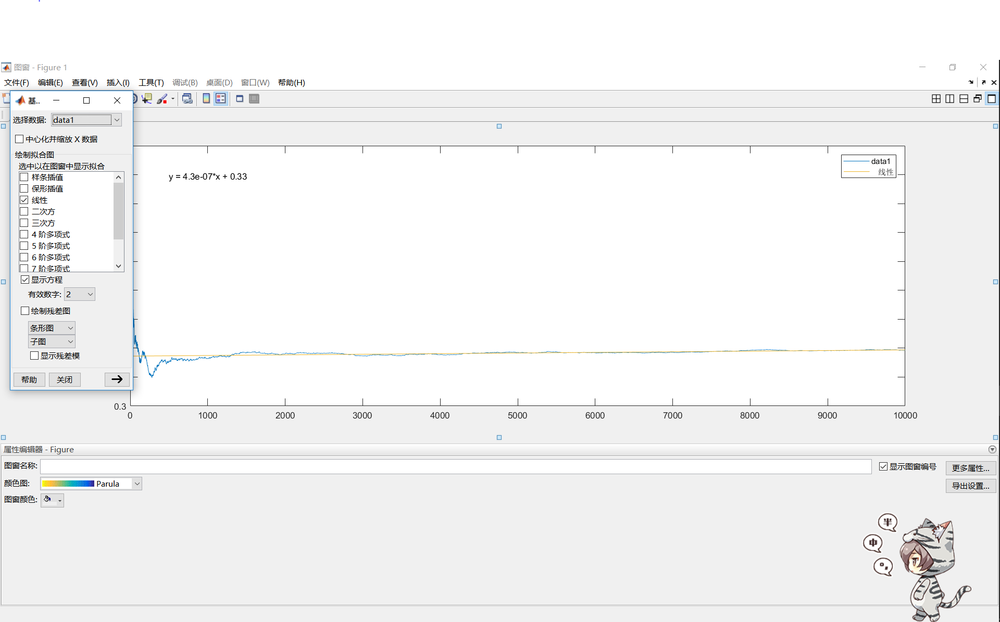 图窗 - Figure 1
文件(F) 编辑(E) 查看(V) 插入(I) 工具(T) 调试(B) 桌面(D) 窗口(W) 帮助(H)
基..
选择数据: data1
中心化并缩放 X 数据
绘制拟合图
选中以在图窗中显示拟合
样条插值
保形插值
线性
二次方
三次方
4 阶多项式
5 阶多项式
6 阶多项式
7 阶多项式
显示方程
有效数字: 2
绘制残差图
条形图
子图
显示残差模
帮助 关闭
y = 4.3e-07*x + 0.33
data1
线性
0.3
0 1000 2000 3000 4000 5000 6000 7000 8000 9000 10000
属性编辑器 - Figure
图窗名称: 显示图窗编号 更多属性...
颜色图: Parula 导出设置...
图窗颜色:
半
中
°,